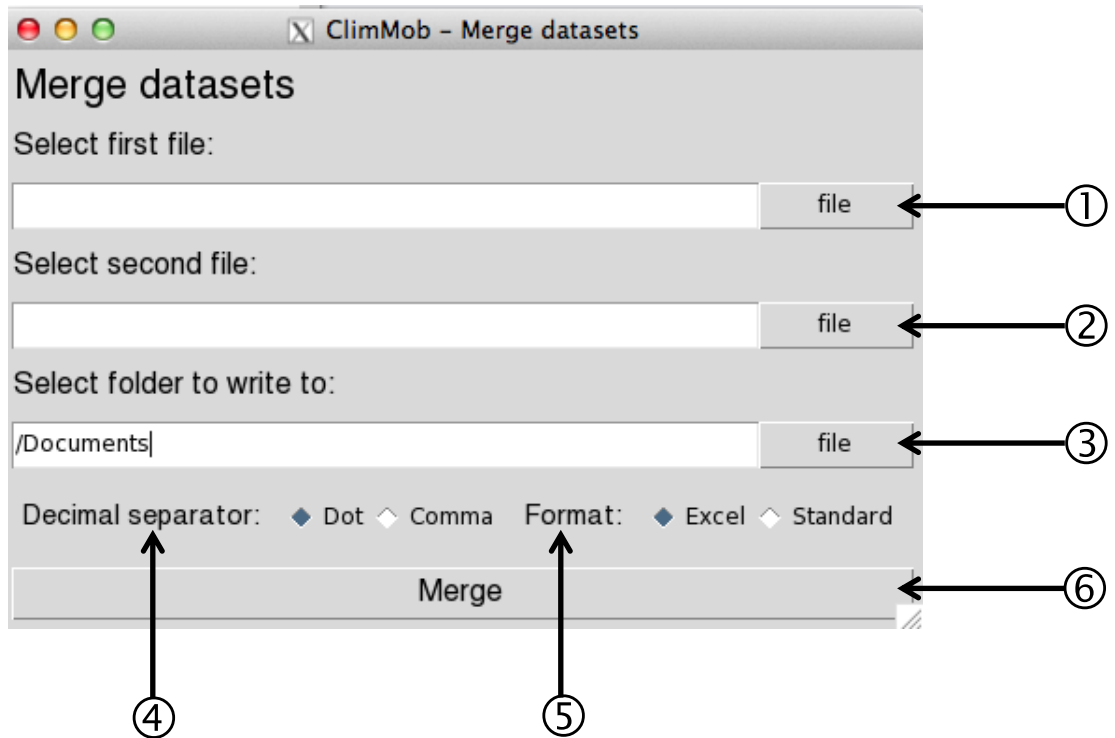 ClimMob – Merge datasets
Merge datasets
Select first file:
file ①
Select second file:
file ②
Select folder to write to:
/Documents file ③
Decimal separator: Dot Comma Format: Excel Standard
Merge ⑥
④ ⑤